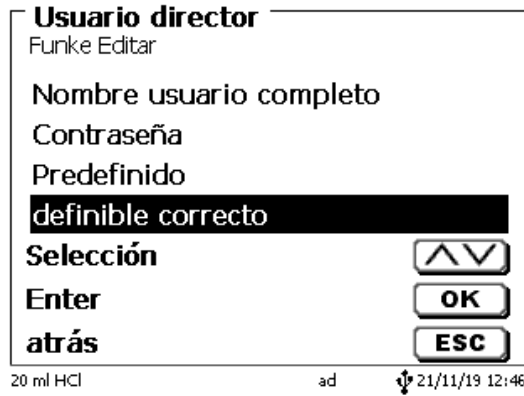 Usuario director
Funke Editar
Nombre usuario completo
Contraseña
Predefinido
definible correcto
Selección
Enter OK
atrás ESC
20 ml HCl ad 21/11/19 12:46